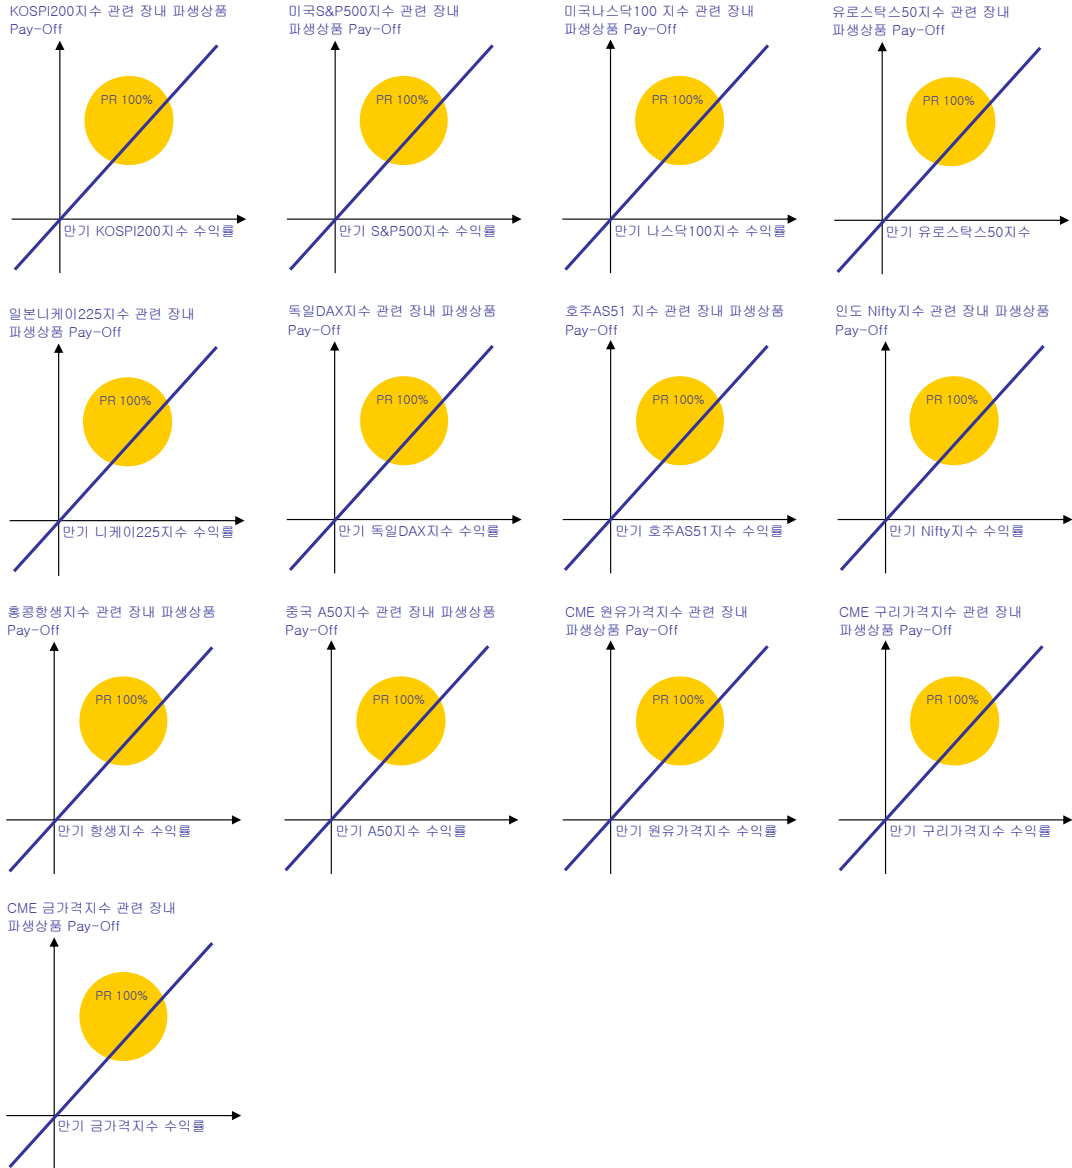 KOSPI200지수 관련 장내 파생상품
Pay-Off
PR 100%
만기 KOSPI200지수 수익률
미국S&P500지수 관련 장내
파생상품 Pay-Off
PR 100%
만기 S&P500지수 수익률
미국나스닥100 지수 관련 장내
파생상품 Pay-Off
PR 100%
만기 나스닥100지수 수익률
유로스탁스50지수 관련 장내
파생상품 Pay-Off
PR 100%
만기 유로스탁스50지수
일본니케이225지수 관련 장내
파생상품 Pay-Off
PR 100%
만기 니케이225지수 수익률
독일DAX지수 관련 장내 파생상품
Pay-Off
PR 100%
만기 독일DAX지수 수익률
호주AS51 지수 관련 장내 파생상품
Pay-Off
PR 100%
만기 호주AS51지수 수익률
인도 Nifty지수 관련 장내 파생상품
Pay-Off
PR 100%
만기 Nifty지수 수익률
홍콩항생지수 관련 장내 파생상품
Pay-Off
PR 100%
만기 항생지수 수익률
중국 A50지수 관련 장내 파생상품
Pay-Off
PR 100%
만기 A50지수 수익률
CME 원유가격지수 관련 장내
파생상품 Pay-Off
PR 100%
만기 원유가격지수 수익률
CME 구리가격지수 관련 장내
파생상품 Pay-Off
PR 100%
만기 구리가격지수 수익률
CME 금가격지수 관련 장내
파생상품 Pay-Off
PR 100%
만기 금가격지수 수익률